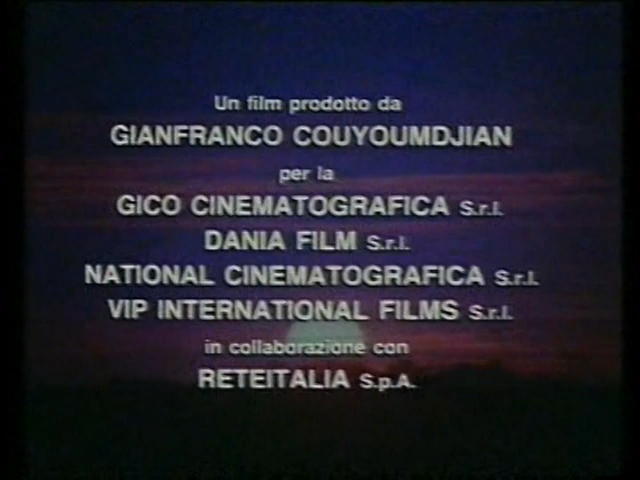 Un film prodotto da
GIANFRANCO COUYOUMDJIAN
per la
GICO CINEMATOGRAFICA S.r.l.
DANIA FILM S.r.l.
NATIONAL CINEMATOGRAFICA S.r.l.
VIP INTERNATIONAL FILMS S.r.l.
in collaborazione con
RETEITALIA S.p.A.